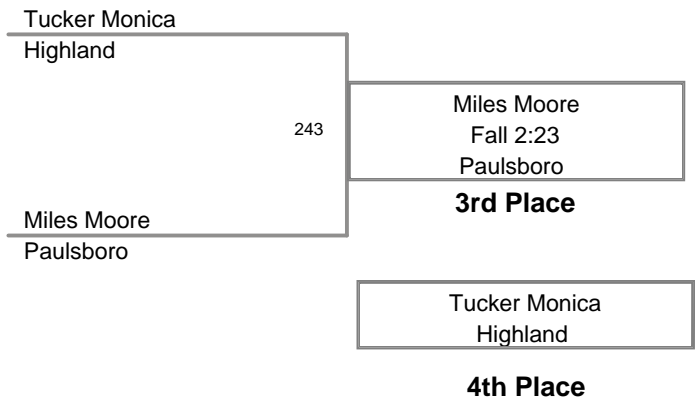 Tucker Monica
Highland
243
Miles Moore
Fall 2:23
Paulsboro
3rd Place
Miles Moore
Paulsboro
Tucker Monica
Highland
4th Place